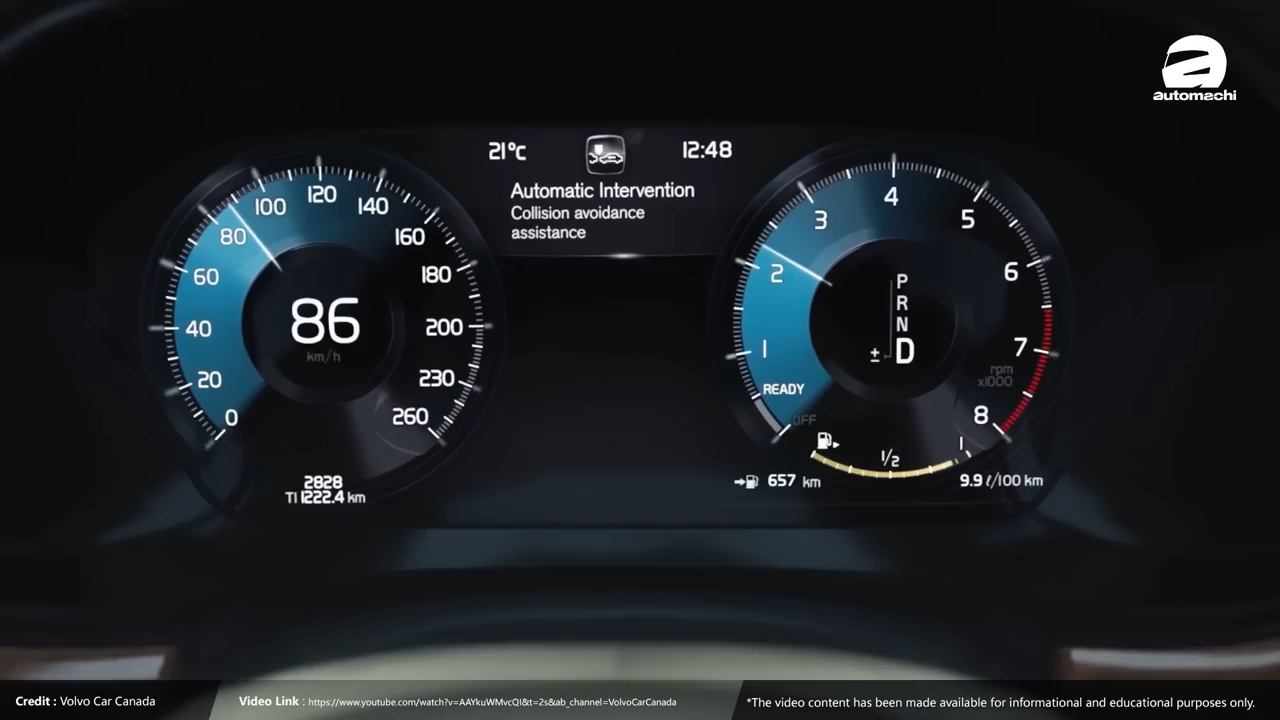 automachi
21°C
12:48
Automatic Intervention
Collision avoidance
assistance
0
20
40
60
80
100
120
140
160
180
200
230
260
86
km/h
2828
T1 1222.4 km
1
2
3
4
5
6
7
8
rpm
x1000
P
R
N
D
±
READY
OFF
1/2
1
657 km
9.9 ℓ/100 km
Credit : Volvo Car Canada
Video Link : https://www.youtube.com/watch?v=AAYkuWMvcQI&t=2s&ab_channel=VolvoCarCanada
*The video content has been made available for informational and educational purposes only.